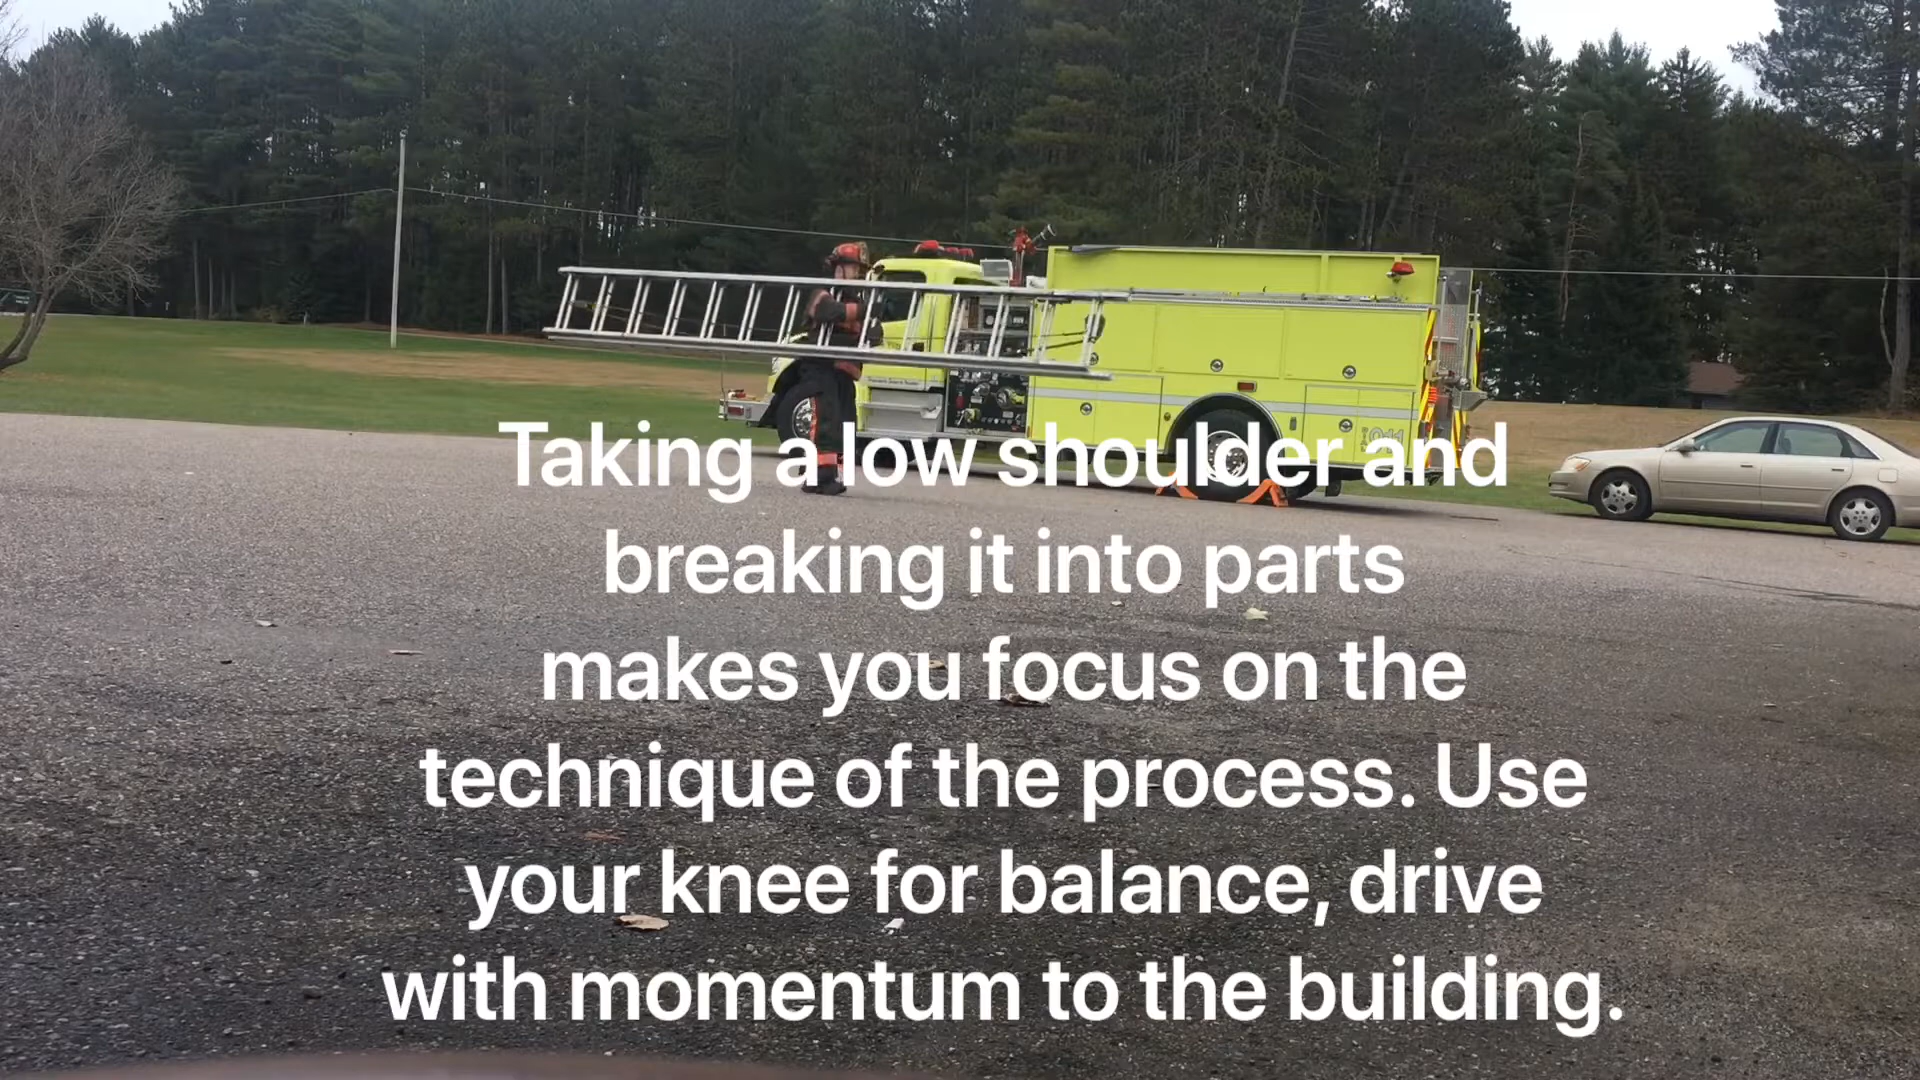 Taking a low shoulder and
breaking it into parts
makes you focus on the
technique of the process. Use
your knee for balance, drive
with momentum to the building.